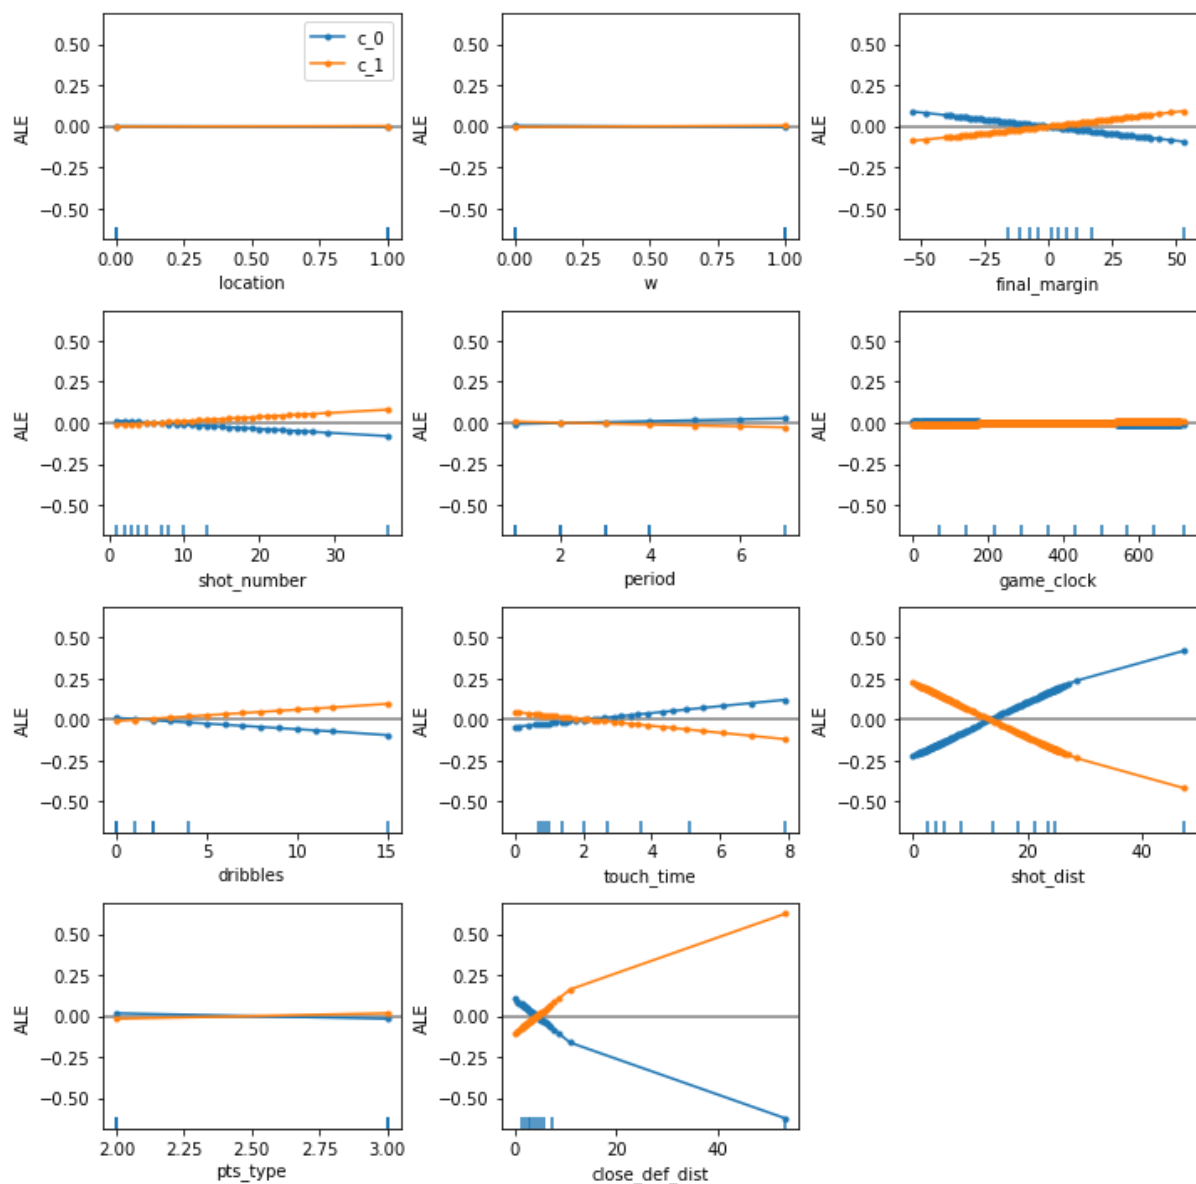 0.50
0.25
0.00
−0.25
−0.50
ALE
0.00 0.25 0.50 0.75 1.00
location
c_0
c_1
0.50
0.25
0.00
−0.25
−0.50
ALE
0.00 0.25 0.50 0.75 1.00
w
0.50
0.25
0.00
−0.25
−0.50
ALE
−50 −25 0 25 50
final_margin
0.50
0.25
0.00
−0.25
−0.50
ALE
0 10 20 30
shot_number
0.50
0.25
0.00
−0.25
−0.50
ALE
2 4 6
period
0.50
0.25
0.00
−0.25
−0.50
ALE
0 200 400 600
game_clock
0.50
0.25
0.00
−0.25
−0.50
ALE
0 5 10 15
dribbles
0.50
0.25
0.00
−0.25
−0.50
ALE
0 2 4 6 8
touch_time
0.50
0.25
0.00
−0.25
−0.50
ALE
0 20 40
shot_dist
0.50
0.25
0.00
−0.25
−0.50
ALE
2.00 2.25 2.50 2.75 3.00
pts_type
0.50
0.25
0.00
−0.25
−0.50
ALE
0 20 40
close_def_dist